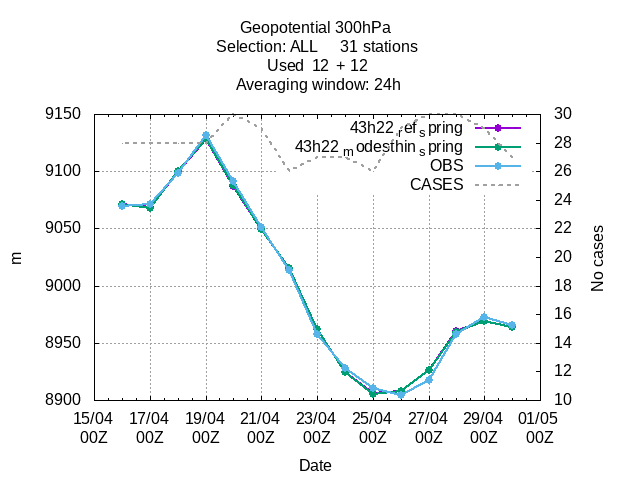 Geopotential 300hPa
Selection: ALL     31 stations
Used  12 + 12
Averaging window: 24h
9150
9100
9050
9000
8950
8900
m
30
28
26
24
22
20
18
16
14
12
10
No cases
43h22_ref_spring
43h22_modesthin_spring
OBS
CASES
15/04 17/04 19/04 21/04 23/04 25/04 27/04 29/04 01/05
00Z 00Z 00Z 00Z 00Z 00Z 00Z 00Z 00Z
Date